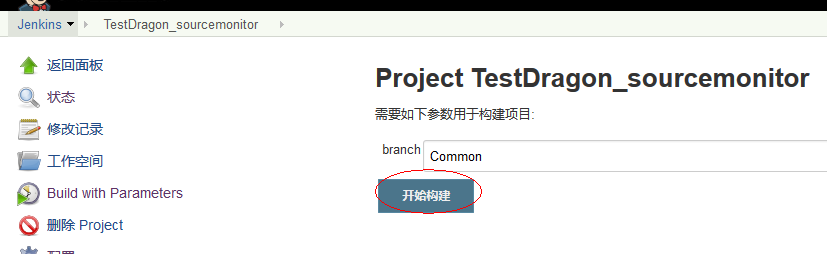 Jenkins TestDragon_sourcemonitor
返回面板
状态
修改记录
工作空间
Build with Parameters
删除 Project
配置
Project TestDragon_sourcemonitor
需要如下参数用于构建项目:
branch Common
开始构建